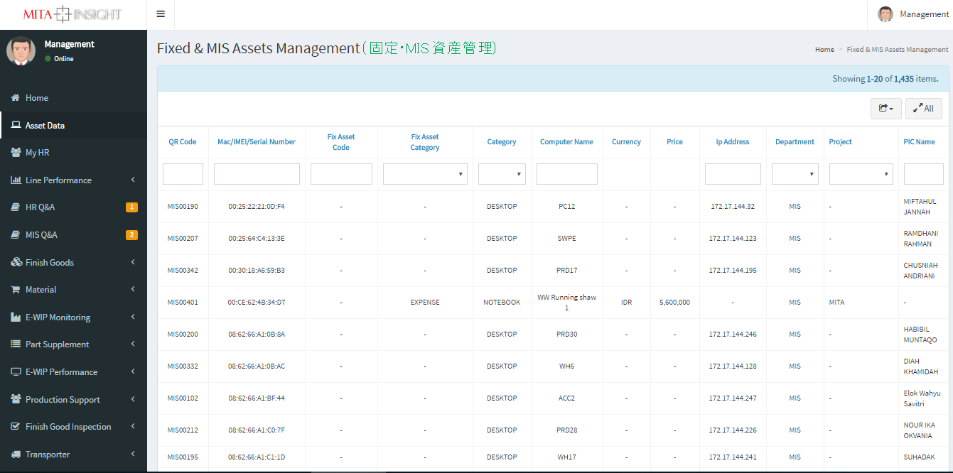 MITA INSIGHT
Management
Management
Online
Fixed & MIS Assets Management (固定・MIS 資産管理)
Home > Fixed & MIS Assets Management
Showing 1-20 of 1,435 items.
All
Home
Asset Data
My HR
Line Performance
HR Q&A 1
MIS Q&A 2
Finish Goods
Material
E-WIP Monitoring
Part Supplement
E-WIP Performance
Production Support
Finish Good Inspection
Transporter
QR Code Mac/IMEI/Serial Number Fix Asset Code Fix Asset Category Category Computer Name Currency Price Ip Address Department Project PIC Name
MIS00190 00:25:22:21:0D:F4 - - DESKTOP PC12 - - 172.17.144.32 MIS - MIFTAHUL JANNAH
MIS00207 00:25:64:C4:13:3E - - DESKTOP SWPE - - 172.17.144.123 MIS - RAMDHANI RAHMAN
MIS00342 00:30:18:A6:59:B3 - - DESKTOP PRD17 - - 172.17.144.195 MIS - CHUSNIAH ANDRIANI
MIS00401 00:CE:62:4B:34:D7 - EXPENSE NOTEBOOK WW Running shaw 1 IDR 5,600,000 - MIS MITA -
MIS00200 08:62:66:A1:0B:8A - - DESKTOP PRD30 - - 172.17.144.246 MIS - HABIBIL MUNTAQO
MIS00332 08:62:66:A1:0B:AC - - DESKTOP WH6 - - 172.17.144.128 MIS - DIAH KHAMIDAH
MIS00102 08:62:66:A1:BF:44 - - DESKTOP ACC2 - - 172.17.144.247 MIS - Elok Wahyu Savitri
MIS00212 08:62:66:A1:C0:7F - - DESKTOP PRD28 - - 172.17.144.226 MIS - NOUR IKA OKVANIA
MIS00195 08:62:66:A1:C1:1D - - DESKTOP WH17 - - 172.17.144.241 MIS - SUHADAK